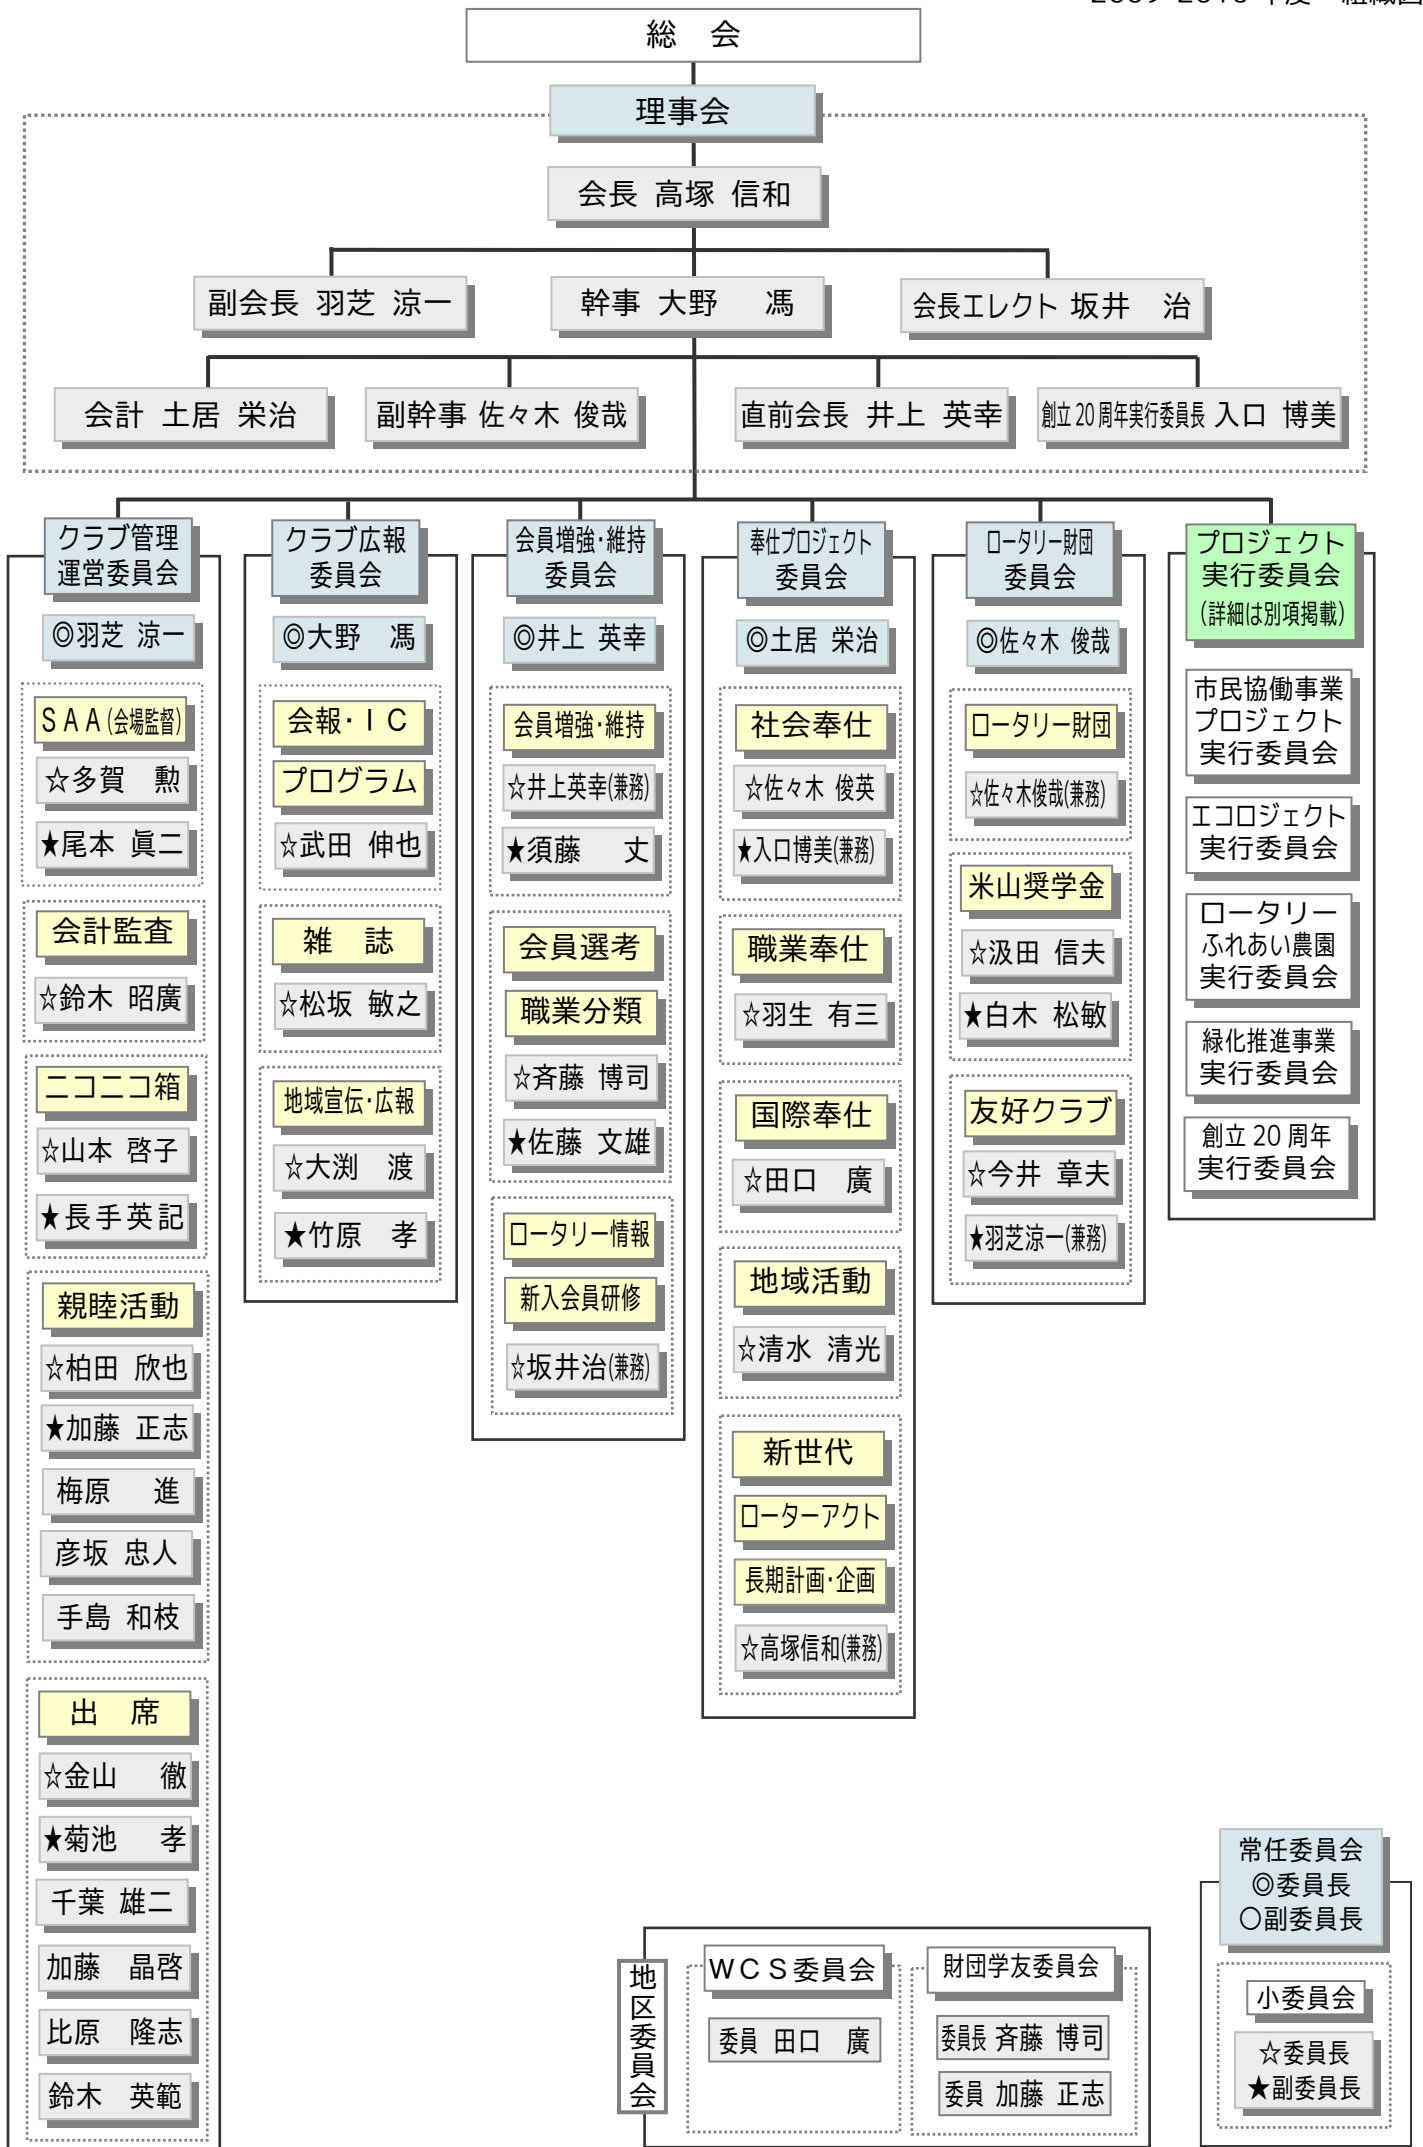 総　会
理事会
会長 高塚 信和
副会長 羽芝 涼一
幹事 大野　馮
会長エレクト 坂井　治
会計 土居 栄治
副幹事 佐々木 俊哉
直前会長 井上 英幸
創立20周年実行委員長 入口 博美
クラブ管理
運営委員会
◎羽芝 涼一
ＳＡＡ(会場監督)
☆多賀　勲
★尾本 眞二
会計監査
☆鈴木 昭廣
ニコニコ箱
☆山本 啓子
★長手英記
親睦活動
☆柏田 欣也
★加藤 正志
梅原　進
彦坂 忠人
手島 和枝
出　席
☆金山　徹
★菊池　孝
千葉 雄二
加藤　晶啓
比原　隆志
鈴木　英範
クラブ広報
委員会
◎大野　馮
会報・ＩＣ
プログラム
☆武田 伸也
雑　誌
☆松坂 敏之
地域宣伝・広報
☆大渕　渡
★竹原　孝
会員増強・維持
委員会
◎井上 英幸
会員増強・維持
☆井上英幸(兼務)
★須藤　丈
会員選考
職業分類
☆斉藤 博司
★佐藤 文雄
ロータリー情報
新入会員研修
☆坂井治(兼務)
奉仕プロジェクト
委員会
◎土居 栄治
社会奉仕
☆佐々木 俊英
★入口博美(兼務)
職業奉仕
☆羽生 有三
国際奉仕
☆田口　廣
地域活動
☆清水 清光
新世代
ローターアクト
長期計画・企画
☆高塚信和(兼務)
ロータリー財団
委員会
◎佐々木 俊哉
ロータリー財団
☆佐々木俊哉(兼務)
米山奨学金
☆汲田 信夫
★白木 松敏
友好クラブ
☆今井 章夫
★羽芝涼一(兼務)
プロジェクト
実行委員会
(詳細は別項掲載)
市民協働事業
プロジェクト
実行委員会
エコロジェクト
実行委員会
ロータリー
ふれあい農園
実行委員会
緑化推進事業
実行委員会
創立20周年
実行委員会
地区委員会
ＷＣＳ委員会
委員 田口　廣
財団学友委員会
委員長 斉藤 博司
委員 加藤 正志
常任委員会
◎委員長
○副委員長
小委員会
☆委員長
★副委員長